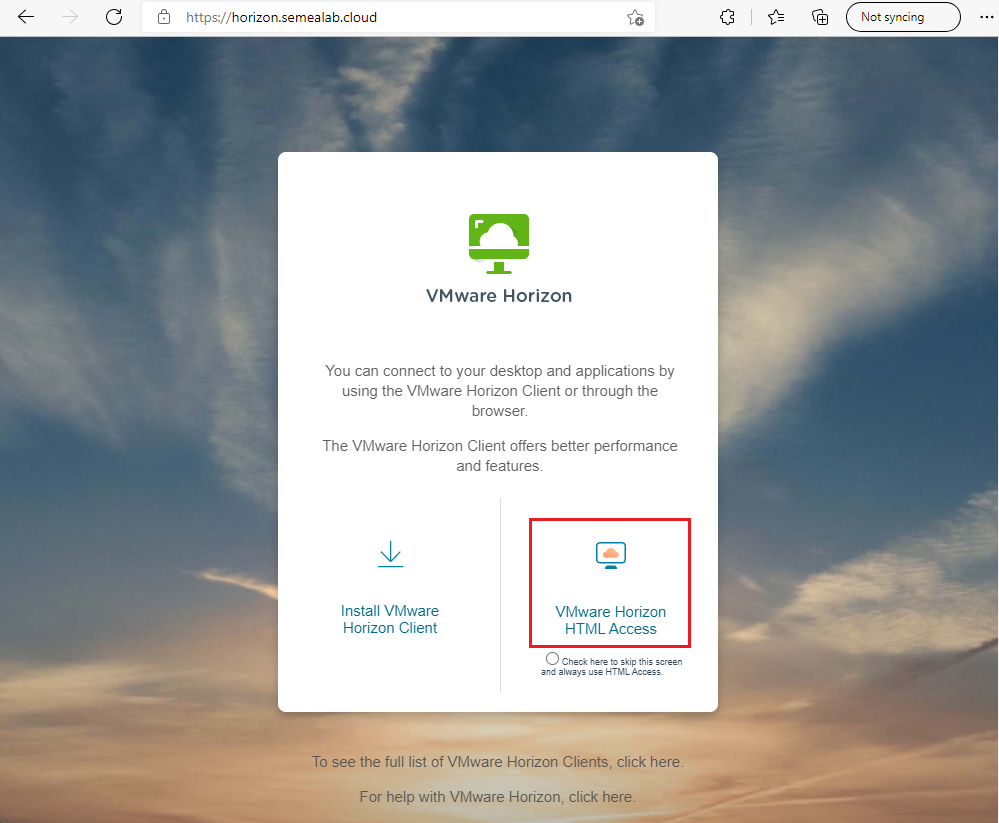 https://horizon.semealab.cloud
Not syncing
VMware Horizon
You can connect to your desktop and applications by
using the VMware Horizon Client or through the
browser.
The VMware Horizon Client offers better performance
and features.
Install VMware
Horizon Client
VMware Horizon
HTML Access
Check here to skip this screen
and always use HTML Access.
To see the full list of VMware Horizon Clients, click here.
For help with VMware Horizon, click here.